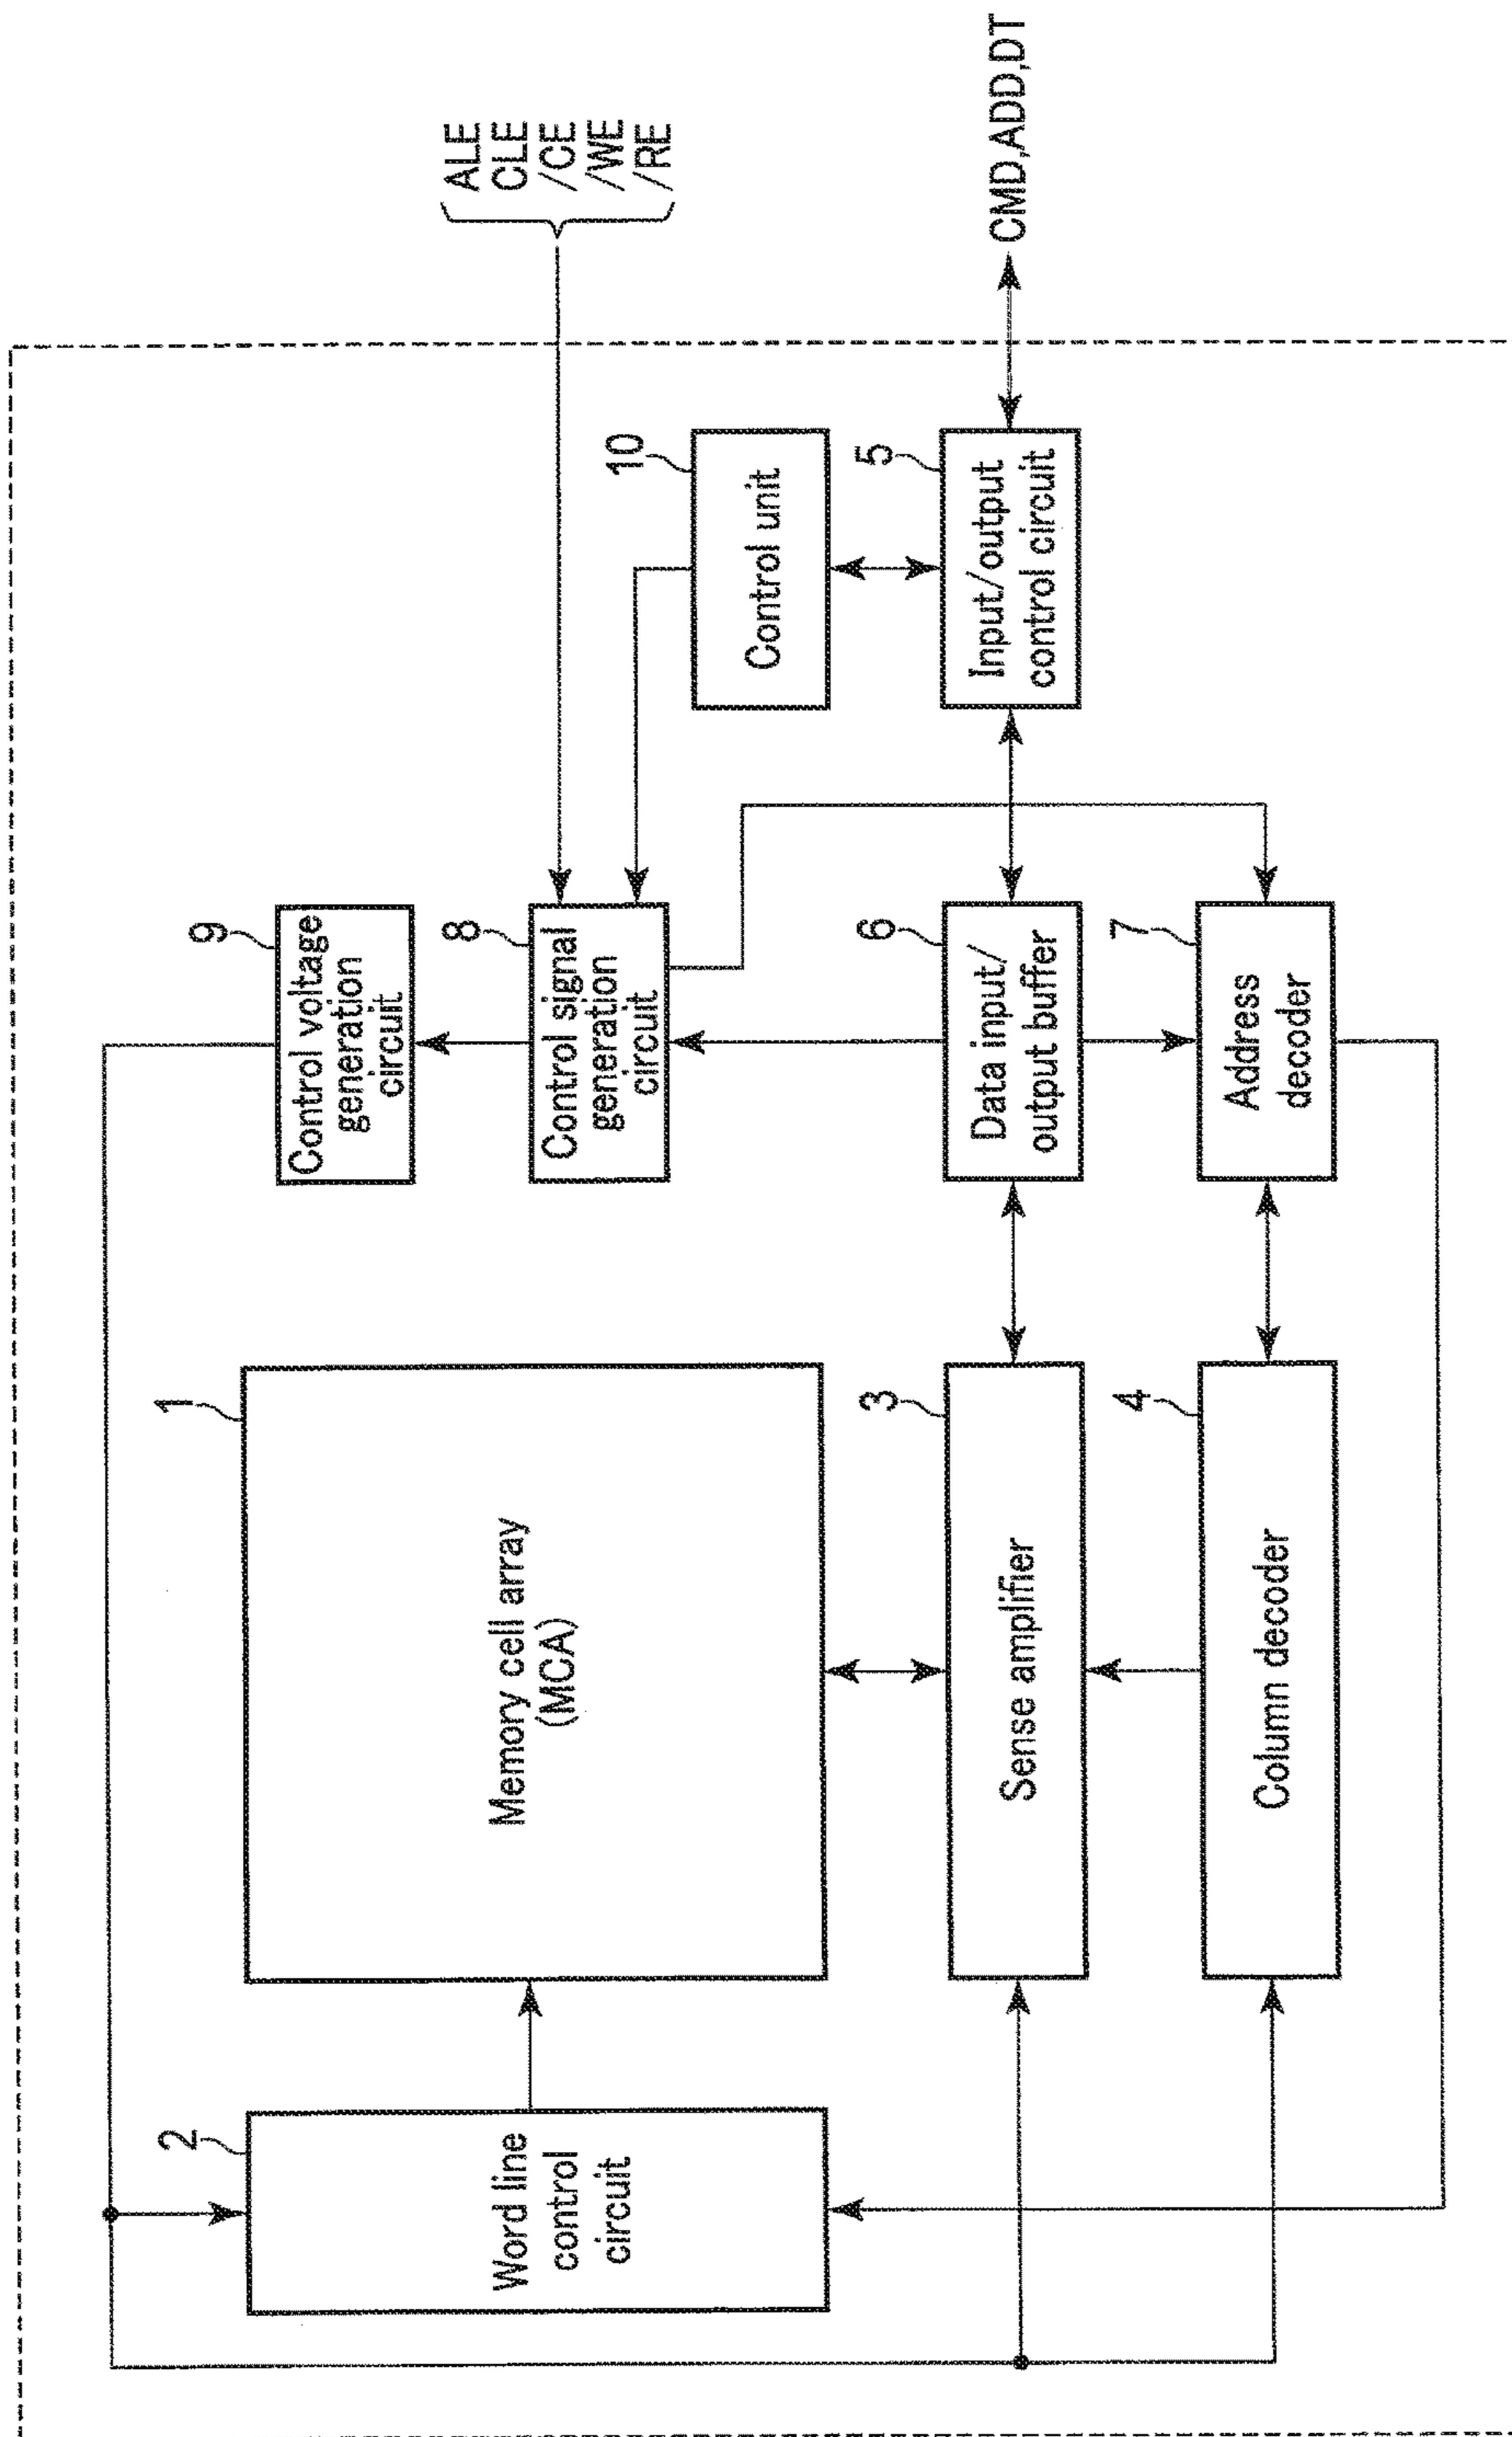 ALE
CLE
/CE
/WE
/RE
CMD,ADD,DT
9
Control voltage
generation
circuit
8
Control signal
generation
circuit
10
Control unit
5
Input/output
control circuit
6
Data input/
output buffer
7
Address
decoder
1
Memory cell array
(MCA)
2
Word line
control
circuit
3
Sense amplifier
4
Column decoder